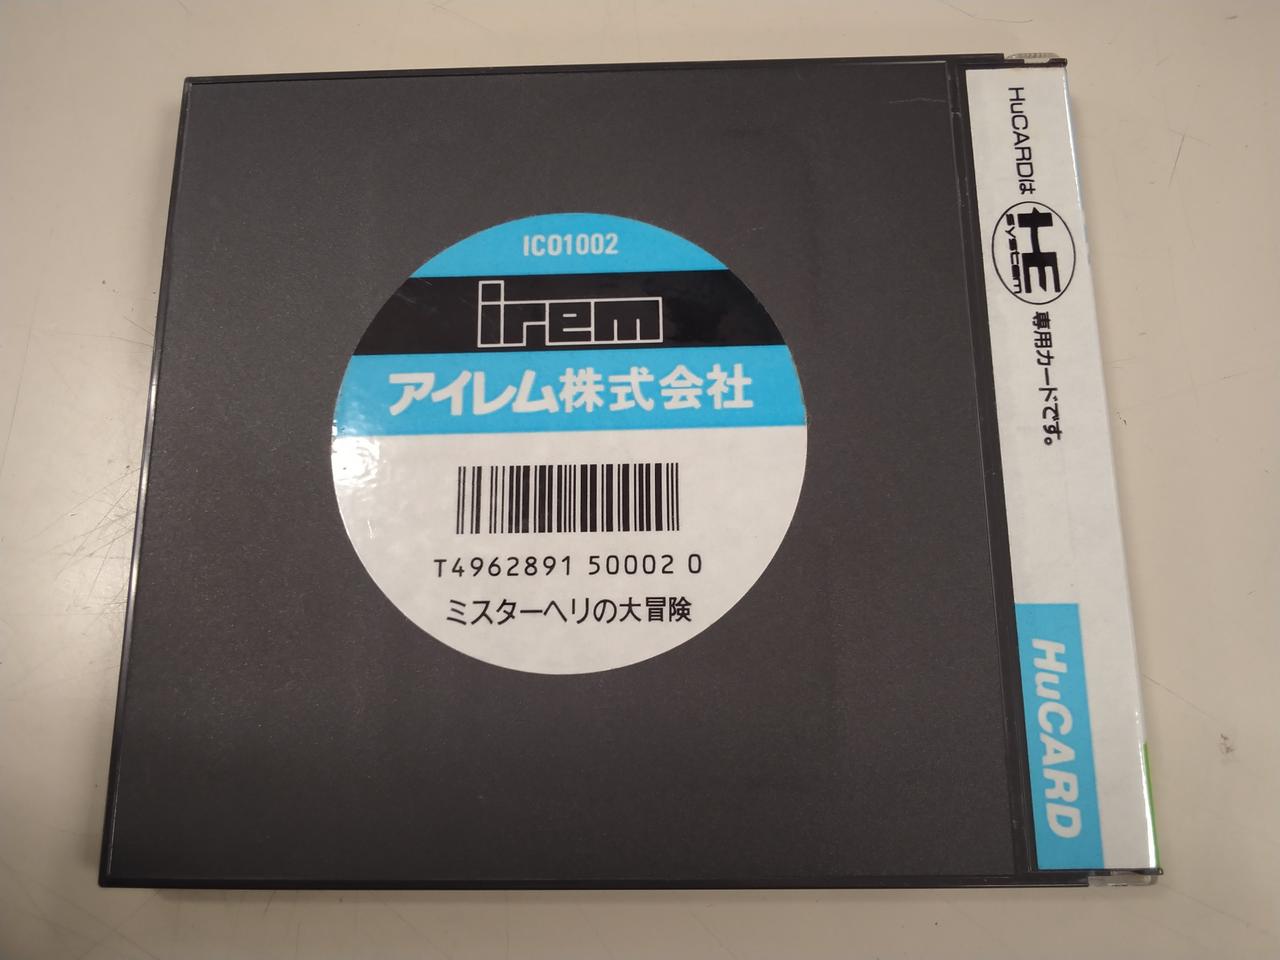 IC01002
irem
アイレム株式会社
T4962891 50002 0
ミスターヘリの大冒険
HuCARDは
HE
system
専用カードです。
HuCARD